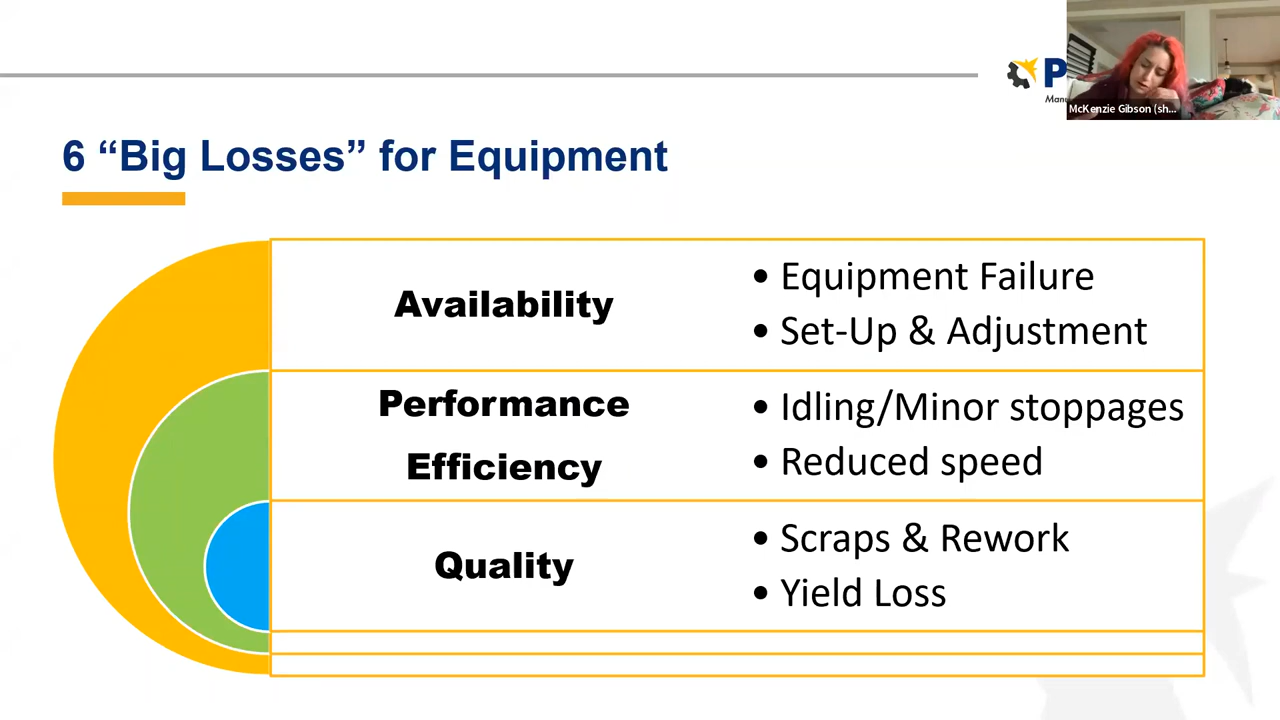 P
McKenzie Gibson (sh...
6 “Big Losses” for Equipment
Availability
• Equipment Failure
• Set-Up & Adjustment
Performance
Efficiency
• Idling/Minor stoppages
• Reduced speed
Quality
• Scraps & Rework
• Yield Loss